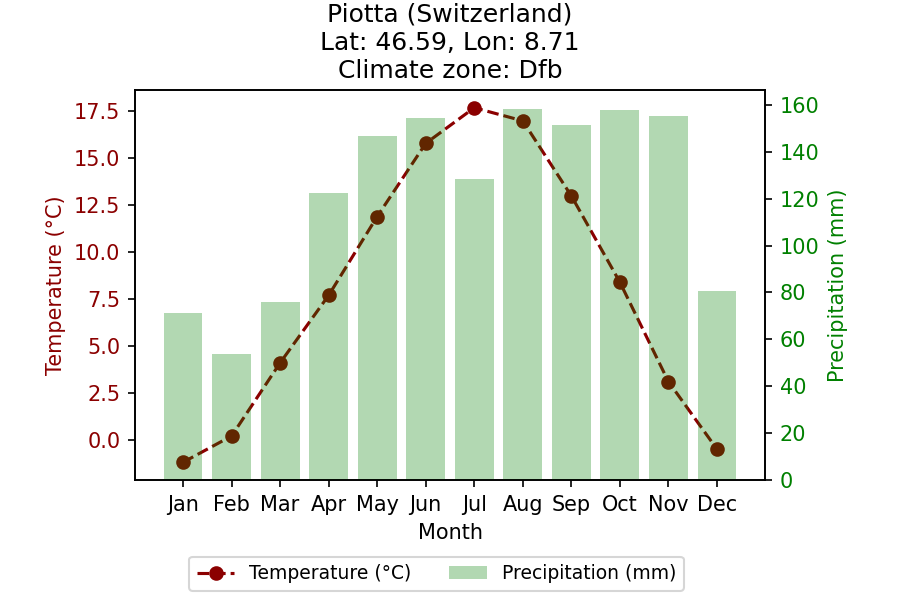 Piotta (Switzerland)
Lat: 46.59, Lon: 8.71
Climate zone: Dfb
17.5
15.0
12.5
10.0
7.5
5.0
2.5
0.0
Temperature (°C)
160
140
120
100
80
60
40
20
0
Precipitation (mm)
Jan Feb Mar Apr May Jun Jul Aug Sep Oct Nov Dec
Month
Temperature (°C) Precipitation (mm)